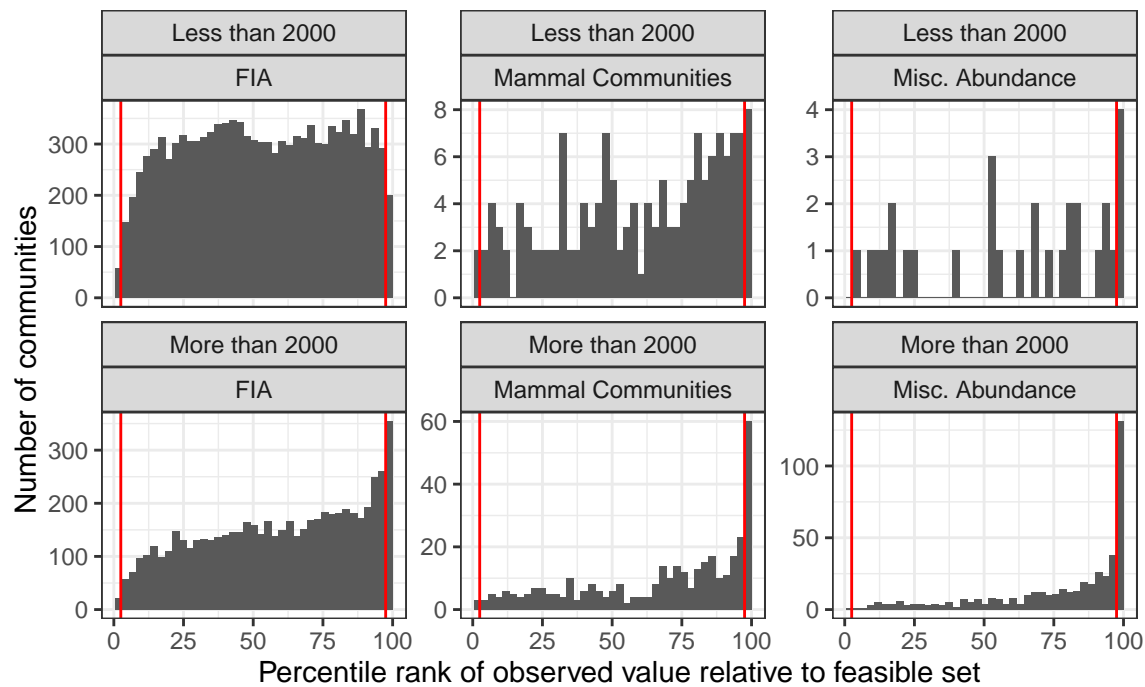 Less than 2000
Less than 2000
Less than 2000
FIA
Mammal Communities
Misc. Abundance
300
200
100
0
8
6
4
2
0
4
3
2
1
0
More than 2000
More than 2000
More than 2000
FIA
Mammal Communities
Misc. Abundance
300
200
100
0
60
40
20
0
100
50
0
0 25 50 75 100
0 25 50 75 100
0 25 50 75 100
Number of communities
Percentile rank of observed value relative to feasible set